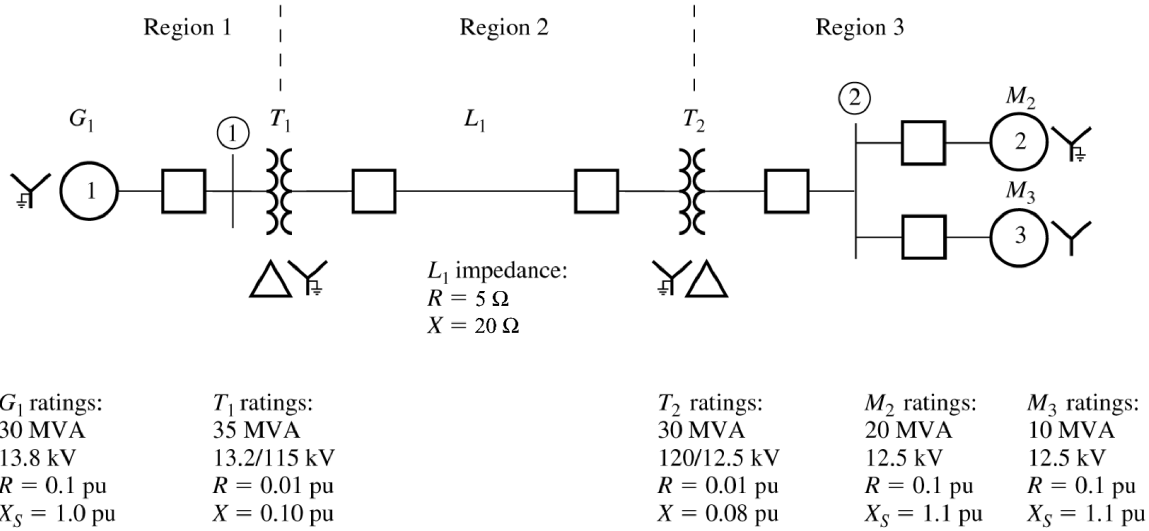 Region 1
Region 2
Region 3
G₁
1
T₁
L₁
T₂
2
M₂
2
1
M₃
3
L₁ impedance:
R = 5 Ω
X = 20 Ω
G₁ ratings:
30 MVA
13.8 kV
R = 0.1 pu
X_S = 1.0 pu
T₁ ratings:
35 MVA
13.2/115 kV
R = 0.01 pu
X = 0.10 pu
T₂ ratings:
30 MVA
120/12.5 kV
R = 0.01 pu
X = 0.08 pu
M₂ ratings:
20 MVA
12.5 kV
R = 0.1 pu
X_S = 1.1 pu
M₃ ratings:
10 MVA
12.5 kV
R = 0.1 pu
X_S = 1.1 pu